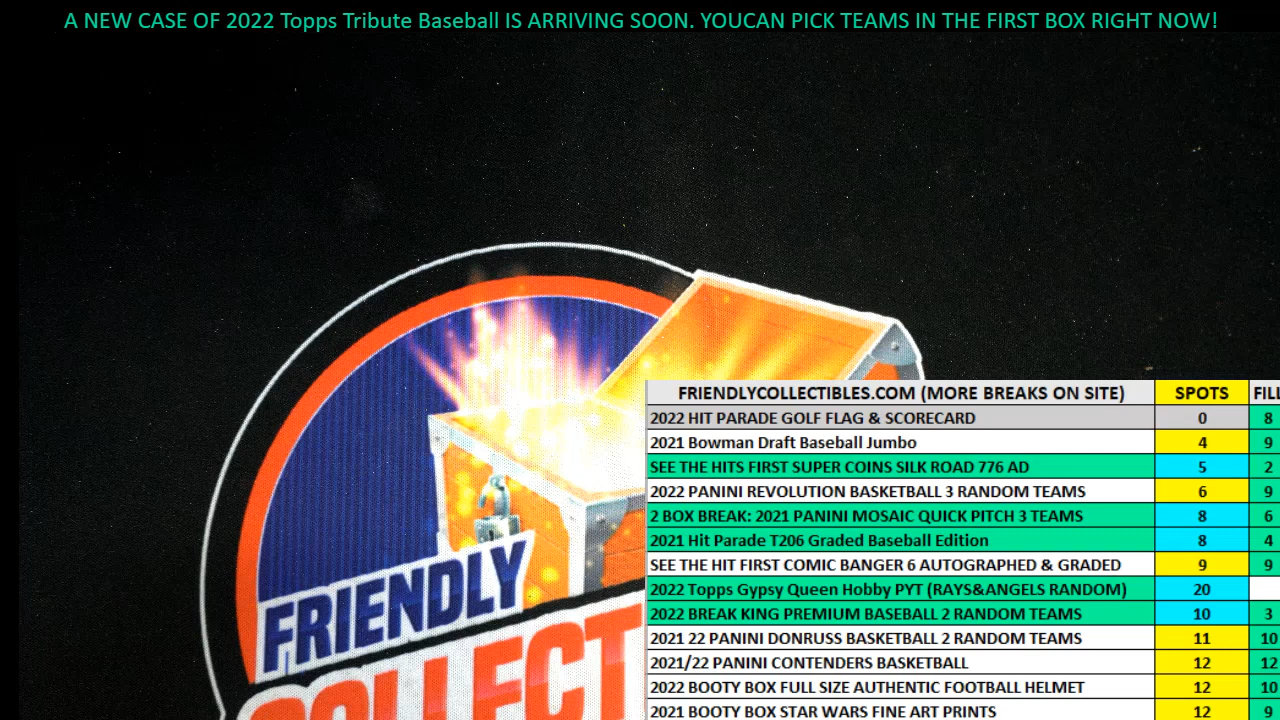 A NEW CASE OF 2022 Topps Tribute Baseball IS ARRIVING SOON. YOUCAN PICK TEAMS IN THE FIRST BOX RIGHT NOW!
FRIENDLY
COLLECT
FRIENDLYCOLLECTIBLES.COM (MORE BREAKS ON SITE) SPOTS FILL
2022 HIT PARADE GOLF FLAG & SCORECARD 0 8
2021 Bowman Draft Baseball Jumbo 4 9
SEE THE HITS FIRST SUPER COINS SILK ROAD 776 AD 5 2
2022 PANINI REVOLUTION BASKETBALL 3 RANDOM TEAMS 6 9
2 BOX BREAK: 2021 PANINI MOSAIC QUICK PITCH 3 TEAMS 8 6
2021 Hit Parade T206 Graded Baseball Edition 8 4
SEE THE HIT FIRST COMIC BANGER 6 AUTOGRAPHED & GRADED 9 9
2022 Topps Gypsy Queen Hobby PYT (RAYS&ANGELS RANDOM) 20
2022 BREAK KING PREMIUM BASEBALL 2 RANDOM TEAMS 10 3
2021 22 PANINI DONRUSS BASKETBALL 2 RANDOM TEAMS 11 10
2021/22 PANINI CONTENDERS BASKETBALL 12 12
2022 BOOTY BOX FULL SIZE AUTHENTIC FOOTBALL HELMET 12 10
2021 BOOTY BOX STAR WARS FINE ART PRINTS 12 9